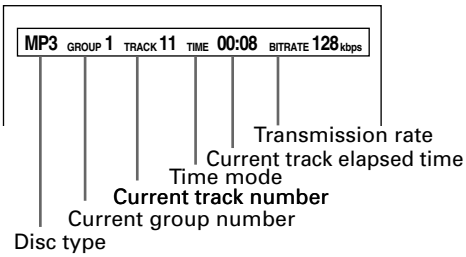 MP3 GROUP 1 TRACK 11 TIME 00:08 BITRATE 128 kbps
Transmission rate
Current track elapsed time
Time mode
Current track number
Current group number
Disc type